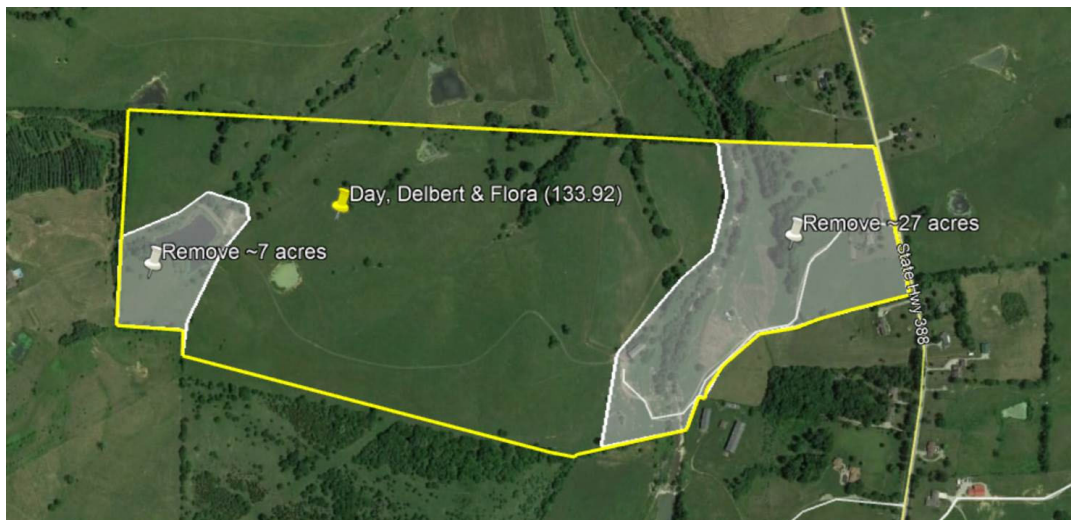 Day, Delbert & Flora (133.92)
Remove ~27 acres
Remove ~7 acres
State Hwy 388